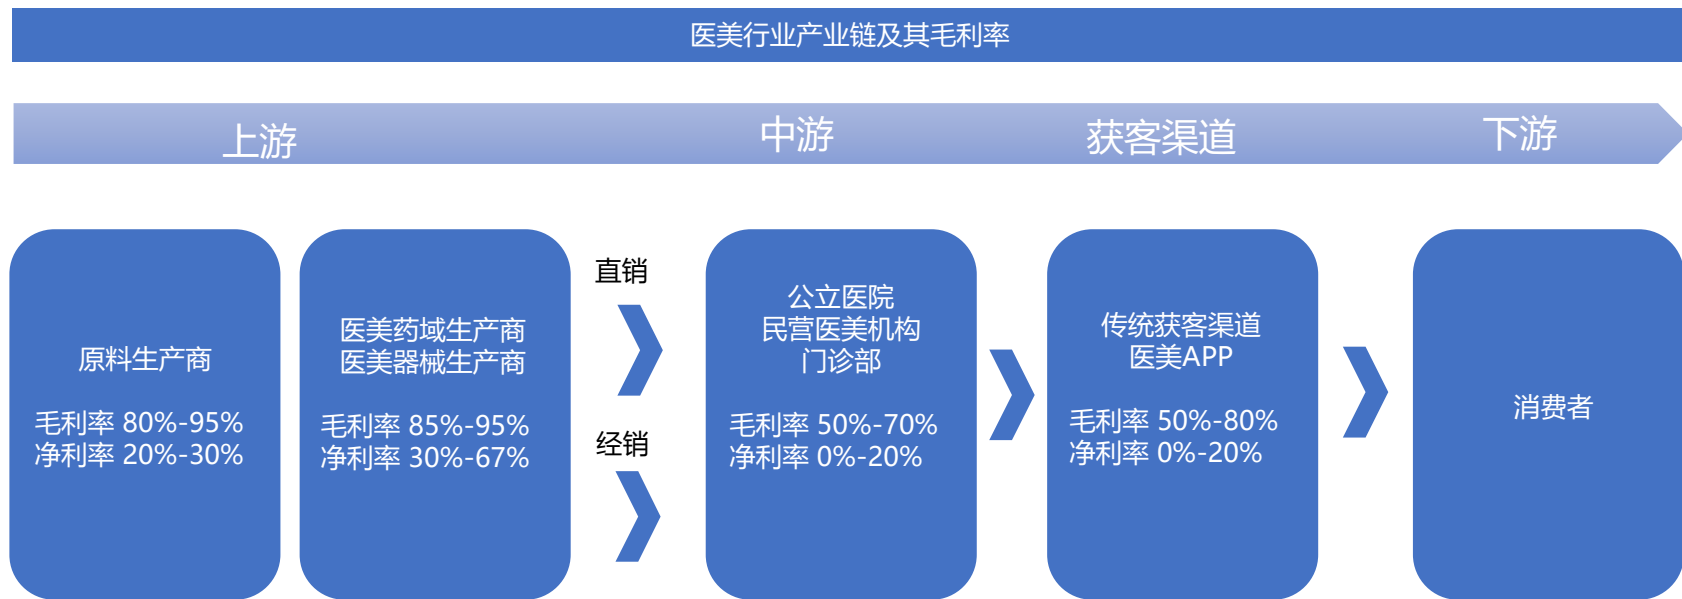 医美行业产业链及其毛利率
上游
中游
获客渠道
下游
原料生产商
毛利率 80%-95%
净利率 20%-30%
医美药域生产商
医美器械生产商
毛利率 85%-95%
净利率 30%-67%
直销
经销
公立医院
民营医美机构
门诊部
毛利率 50%-70%
净利率 0%-20%
传统获客渠道
医美APP
毛利率 50%-80%
净利率 0%-20%
消费者